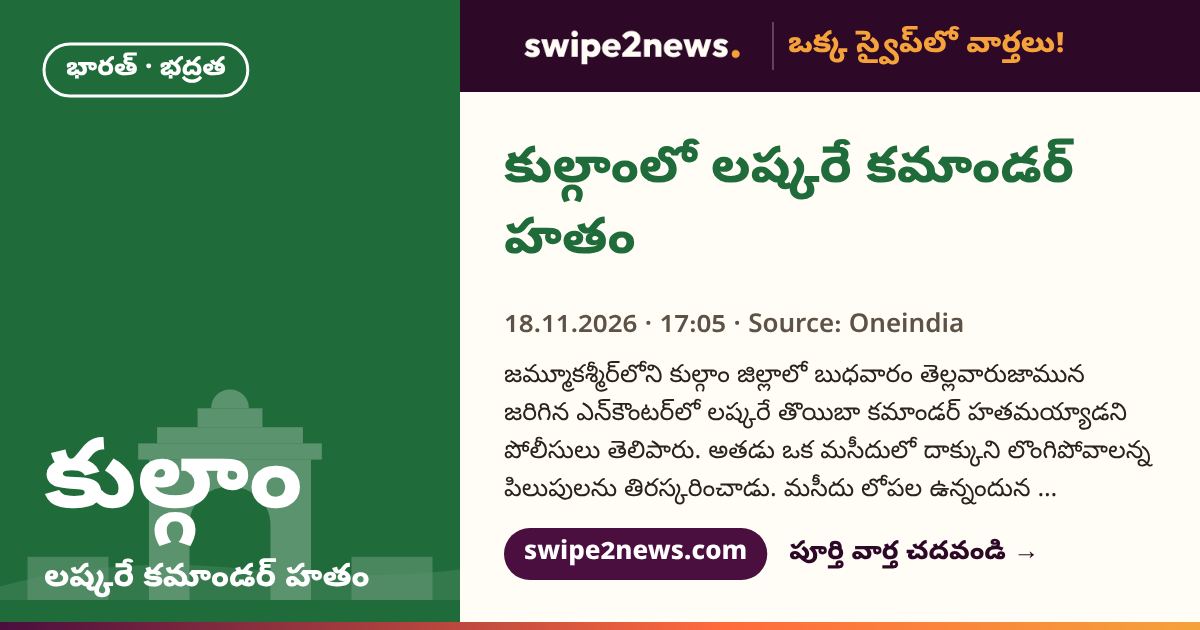 భారత్ · భద్రత
కుల్గాం
లష్కరే కమాండర్ హతం
swipe2news.
ఒక్క స్వైప్‌లో వార్తలు!
కుల్గాంలో లష్కరే కమాండర్
హతం
18.11.2026 · 17:05 · Source: Oneindia
జమ్మూకశ్మీర్‌లోని కుల్గాం జిల్లాలో బుధవారం తెల్లవారుజామున
జరిగిన ఎన్‌కౌంటర్‌లో లష్కరే తొయిబా కమాండర్ హతమయ్యాడని
పోలీసులు తెలిపారు. అతడు ఒక మసీదులో దాక్కుని లొంగిపోవాలన్న
పిలుపులను తిరస్కరించాడు. మసీదు లోపల ఉన్నందున ...
swipe2news.com
పూర్తి వార్త చదవండి →